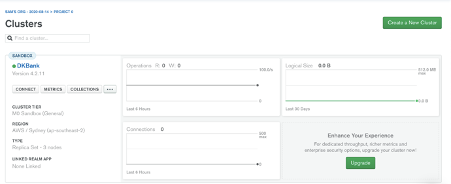 SAM'S ORG - 2020-08-14 > PROJECT 0
Clusters
Create a New Cluster
Find a cluster...
SANDBOX
DKBank
Version 4.2.11
CONNECT METRICS COLLECTIONS ...
CLUSTER TIER
M0 Sandbox (General)
REGION
AWS / Sydney (ap-southeast-2)
TYPE
Replica Set - 3 nodes
LINKED REALM APP
None Linked
Operations R: 0 W: 0
100.0/s
0
Last 6 Hours
Logical Size 0.0 B
512.0 MB
max
0.0 B
Last 30 Days
Connections 0
500
max
0
Last 6 Hours
Enhance Your Experience
For dedicated throughput, richer metrics and
enterprise security options, upgrade your cluster now!
Upgrade